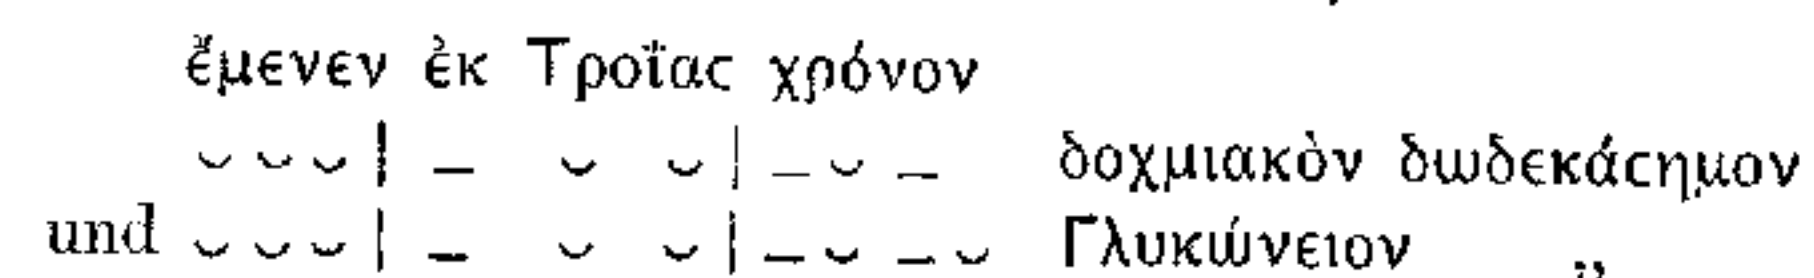 ἔμενεν ἐκ Τροΐας χρόνον
⏑ ⏑ ⏑ | – ⏑ ⏑ | – ⏑ – δοχμιακὸν δωδεκάϲημον
und ⏑ ⏑ ⏑ | – ⏑ ⏑ | – ⏑ – ⏑ Γλυκώνειον „